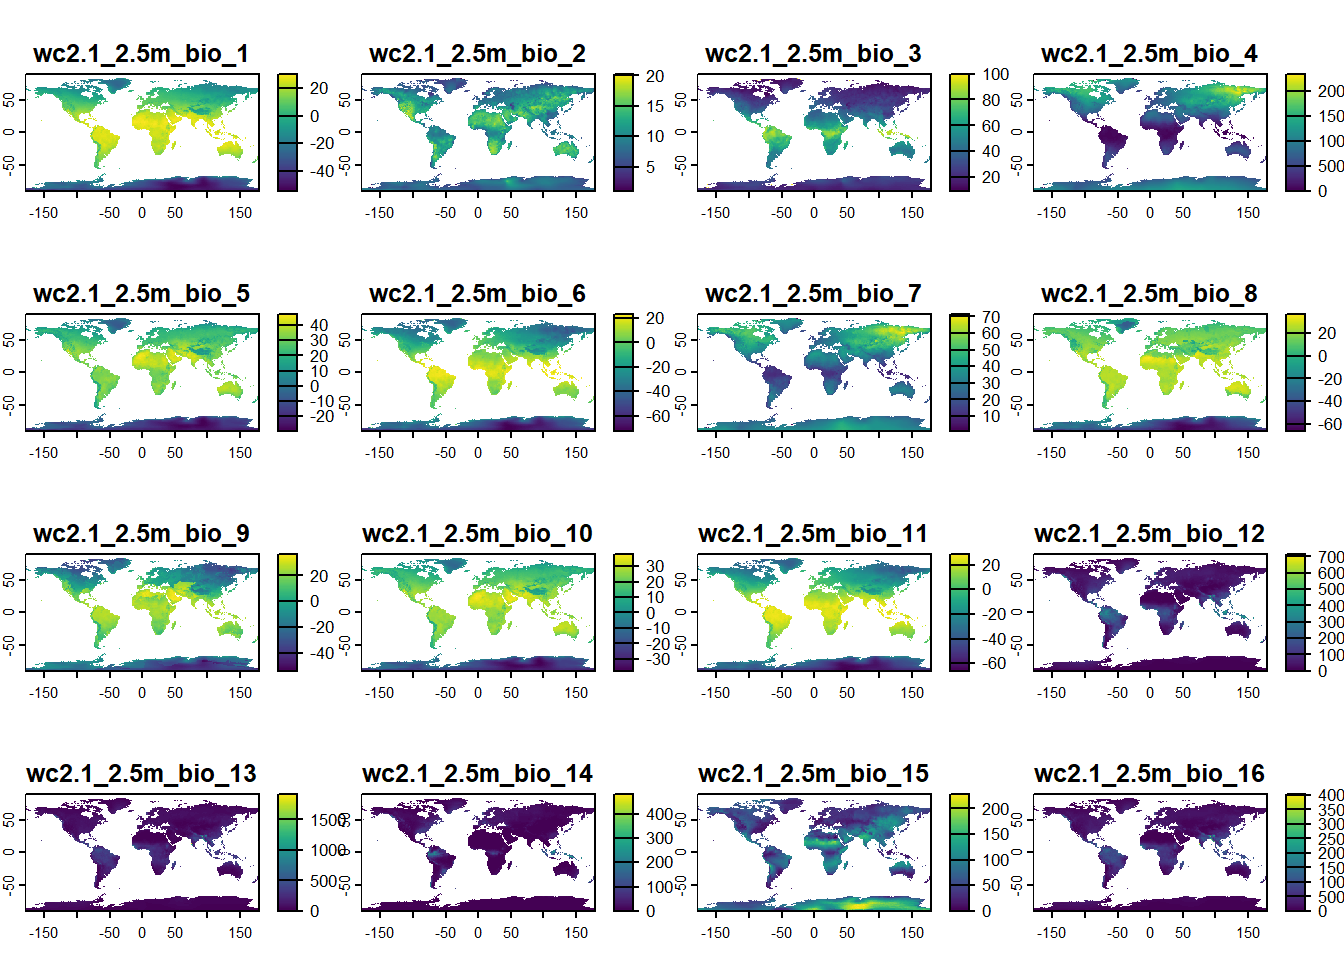 wc2.1_2.5m_bio_1 wc2.1_2.5m_bio_2 wc2.1_2.5m_bio_3 wc2.1_2.5m_bio_4
50 0 -50
20 0 -20 -40
50 0 -50
20 15 10 5
50 0 -50
100 80 60 40 20
50 0 -50
200 150 100 500 0
-150 -50 0 50 150
-150 -50 0 50 150
-150 -50 0 50 150
-150 -50 0 50 150
wc2.1_2.5m_bio_5 wc2.1_2.5m_bio_6 wc2.1_2.5m_bio_7 wc2.1_2.5m_bio_8
50 0 -50
40 30 20 10 0 -10 -20
50 0 -50
20 0 -20 -40 -60
50 0 -50
70 60 50 40 30 20 10
50 0 -50
20 0 -20 -40 -60
-150 -50 0 50 150
-150 -50 0 50 150
-150 -50 0 50 150
-150 -50 0 50 150
wc2.1_2.5m_bio_9 wc2.1_2.5m_bio_10 wc2.1_2.5m_bio_11 wc2.1_2.5m_bio_12
50 0 -50
20 0 -20 -40
50 0 -50
30 20 10 0 -10 -20 -30
50 0 -50
20 0 -20 -40 -60
50 0 -50
700 600 500 400 300 200 100 0
-150 -50 0 50 150
-150 -50 0 50 150
-150 -50 0 50 150
-150 -50 0 50 150
wc2.1_2.5m_bio_13 wc2.1_2.5m_bio_14 wc2.1_2.5m_bio_15 wc2.1_2.5m_bio_16
50 0 -50
1500 1000 500 0
50 0 -50
400 300 200 100 0
50 0 -50
200 150 100 50 0
50 0 -50
400 350 300 250 200 150 100 500 0
-150 -50 0 50 150
-150 -50 0 50 150
-150 -50 0 50 150
-150 -50 0 50 150